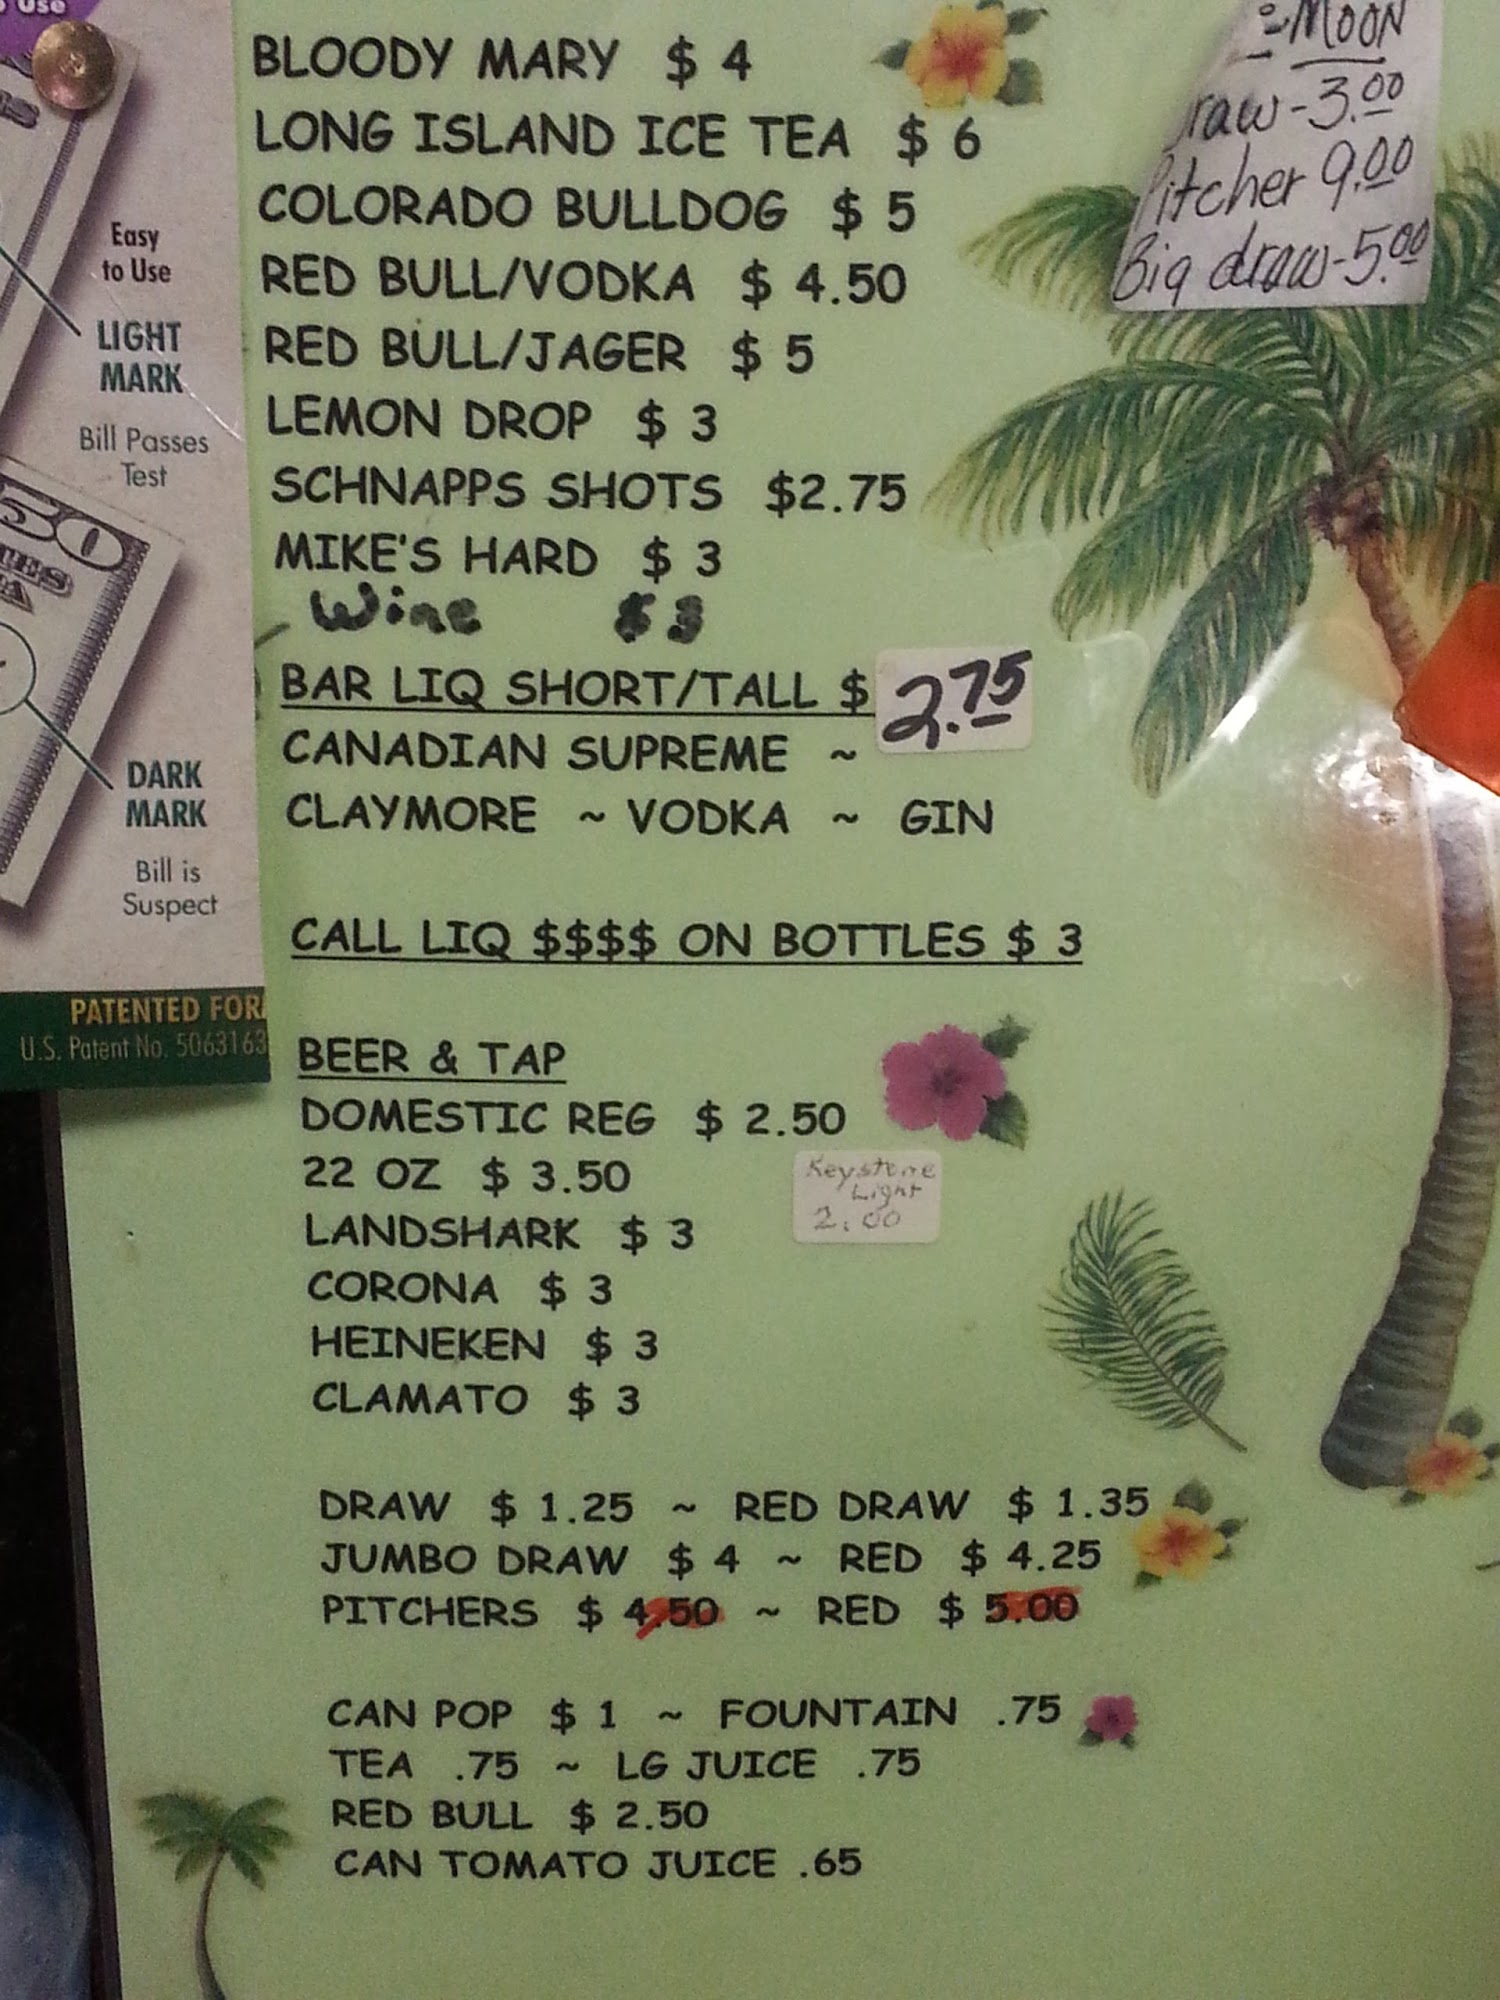 Use
Easy
to Use
LIGHT
MARK
Bill Passes
Test
50
DARK
MARK
Bill is
Suspect
PATENTED
U.S. Patent No. 5063163
BLOODY MARY $ 4
LONG ISLAND ICE TEA $ 6
COLORADO BULLDOG $ 5
RED BULL/VODKA $ 4.50
RED BULL/JAGER $ 5
LEMON DROP $ 3
SCHNAPPS SHOTS $2.75
MIKE'S HARD $ 3
Wine $3
BAR LIQ SHORT/TALL $ 2.75
CANADIAN SUPREME ~
CLAYMORE ~ VODKA ~ GIN
CALL LIQ $$$$ ON BOTTLES $ 3
BEER & TAP
DOMESTIC REG $ 2.50
22 OZ $ 3.50
LANDSHARK $ 3
CORONA $ 3
HEINEKEN $ 3
CLAMATO $ 3
DRAW $ 1.25 ~ RED DRAW $ 1.35
JUMBO DRAW $ 4 ~ RED $ 4.25
PITCHERS $ 4.50 ~ RED $ 5.00
CAN POP $ 1 ~ FOUNTAIN .75
TEA .75 ~ LG JUICE .75
RED BULL $ 2.50
CAN TOMATO JUICE .65
MOON
raw-3.00
Pitcher 9.00
Big draw-5.00
Keystone
Light
2.00